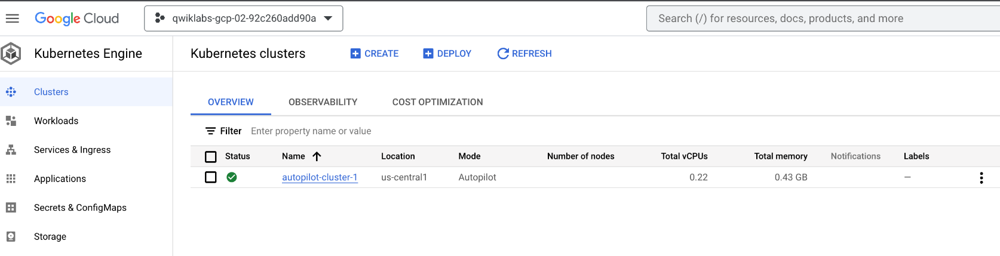 Google Cloud
qwiklabs-gcp-02-92c260add90a
Search (/) for resources, docs, products, and more
Kubernetes Engine
Kubernetes clusters
CREATE
DEPLOY
REFRESH
Clusters
Workloads
Services & Ingress
Applications
Secrets & ConfigMaps
Storage
OVERVIEW
OBSERVABILITY
COST OPTIMIZATION
Filter Enter property name or value
Status Name Location Mode Number of nodes Total vCPUs Total memory Notifications Labels
autopilot-cluster-1 us-central1 Autopilot 0.22 0.43 GB —